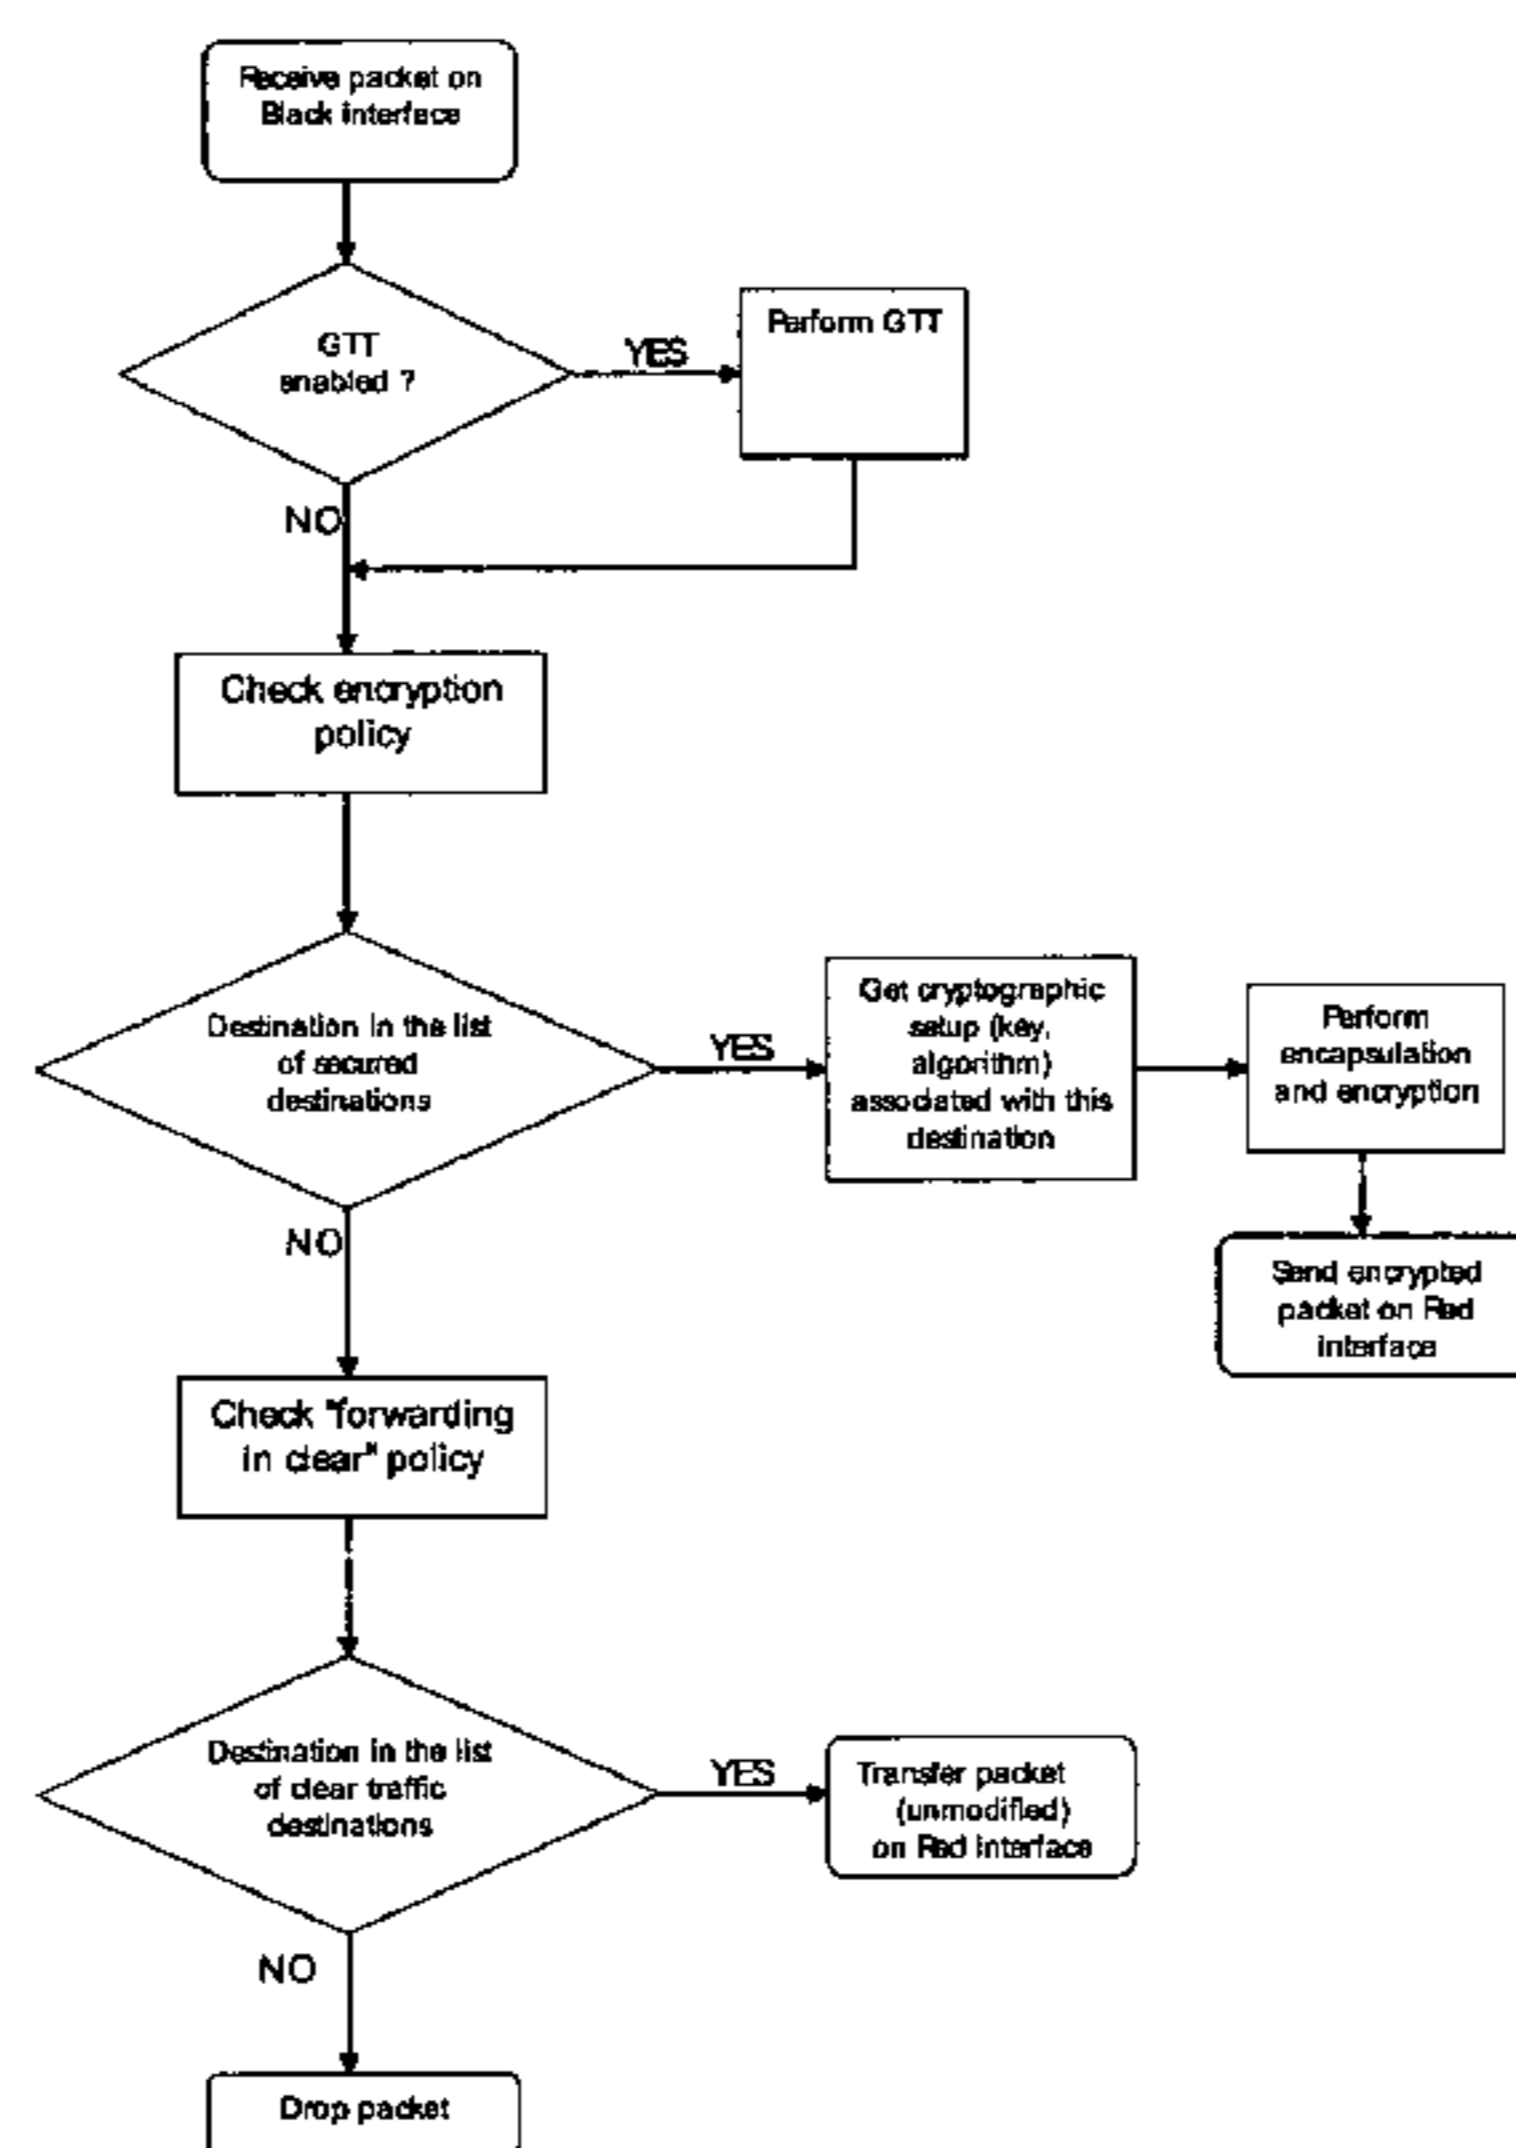 Receive packet on
Black interface
GTT
enabled ?
YES
Perform GTT
NO
Check encryption
policy
Destination in the list
of secured
destinations
YES
Get cryptographic
setup (key,
algorithm)
associated with this
destination
Perform
encapsulation
and encryption
Send encrypted
packet on Red
interface
NO
Check "forwarding
in clear" policy
Destination in the list
of clear traffic
destinations
YES
Transfer packet
(unmodified)
on Red interface
NO
Drop packet